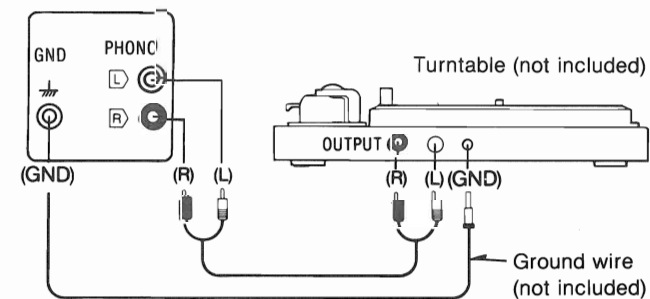 GND
PHONO
L
R
(GND)
(R) (L)
Turntable (not included)
OUTPUT
(R) (L) (GND)
Ground wire
(not included)